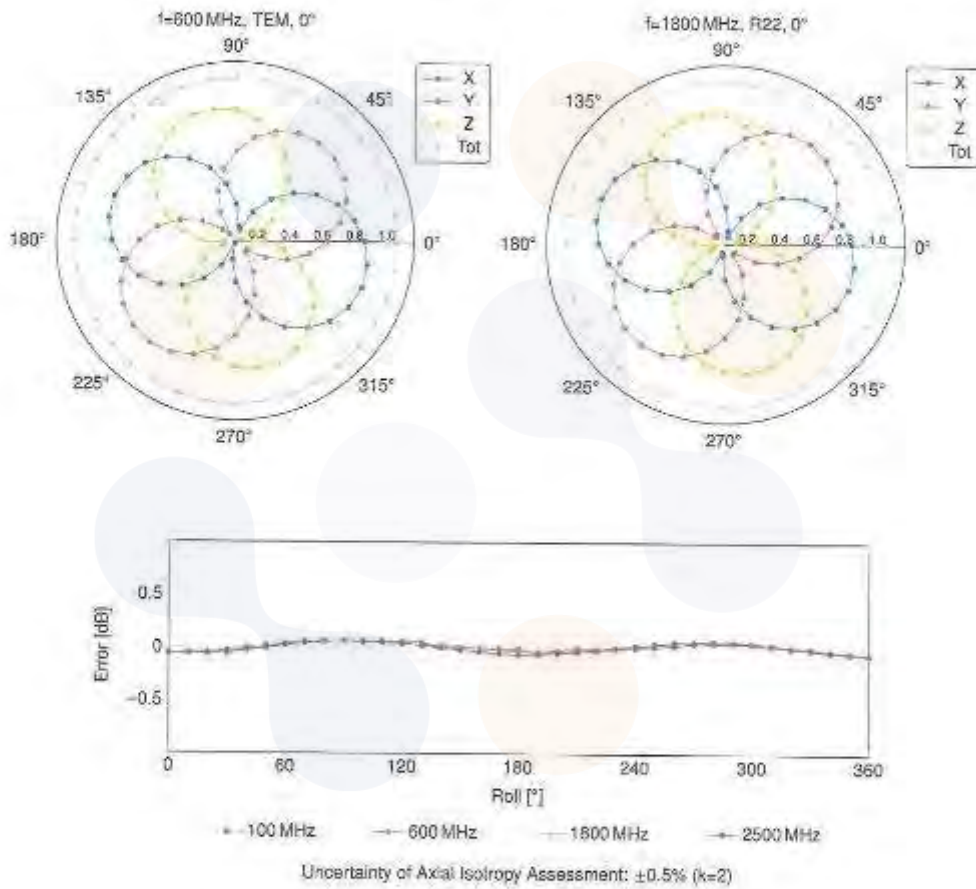 f=600 MHz, TEM, 0°
90°
135°
45°
180°
0°
225°
315°
270°
0.2 0.4 0.6 0.8 1.0
X
Y
Z
Tot
f=1800 MHz, R22, 0°
90°
135°
45°
180°
0°
225°
315°
270°
0.2 0.4 0.6 0.8 1.0
X
Y
Z
Tot
Error [dB]
0.5
0
−0.5
0 60 120 180 240 300 360
Roll [°]
100 MHz 600 MHz 1800 MHz 2500 MHz
Uncertainty of Axial Isotropy Assessment: ±0.5% (k=2)